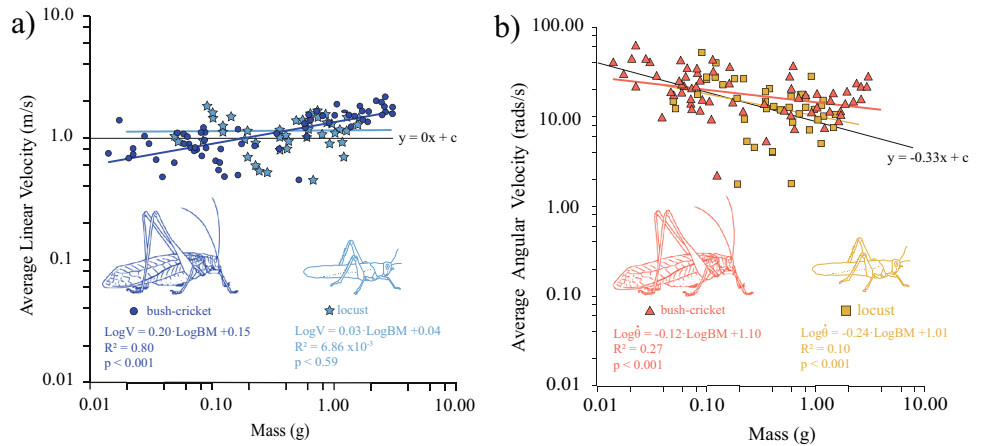 a)
Average Linear Velocity (m/s)
10.0
1.0
0.1
0.01
y = 0x + c
bush-cricket
LogV = 0.20·LogBM +0.15
R² = 0.80
p < 0.001
locust
LogV = 0.03·LogBM +0.04
R² = 6.86 x10⁻³
p < 0.59
0.01
0.10
1.00
10.00
Mass (g)
b)
Average Angular Velocity (rads/s)
100.00
10.00
1.00
0.10
0.01
y = -0.33x + c
bush-cricket
Logθ̇ = -0.12·LogBM +1.10
R² = 0.27
p < 0.001
locust
Logθ̇ = -0.24·LogBM +1.01
R² = 0.10
p < 0.001
0.01
0.10
1.00
10.00
Mass (g)